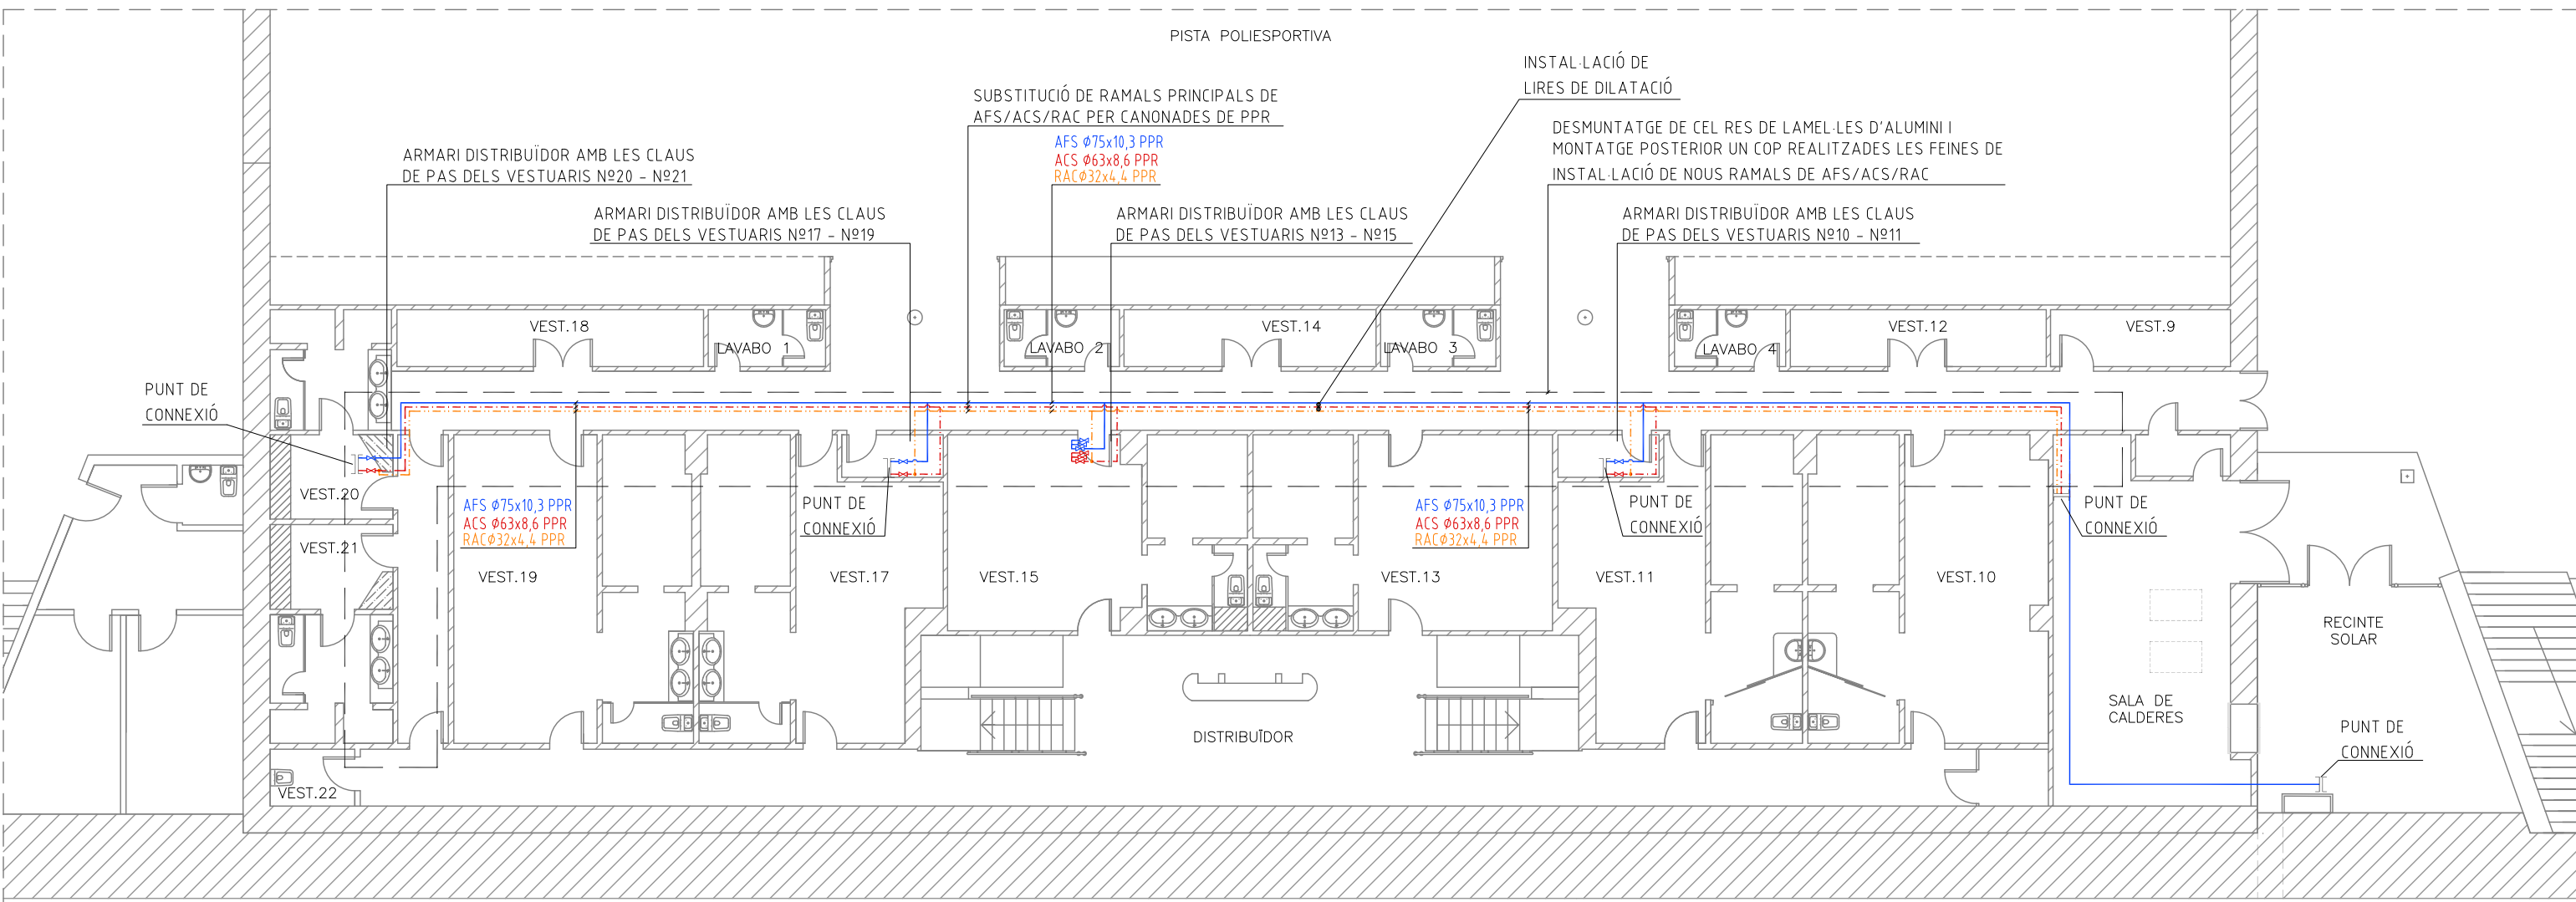 PISTA POLIESPORTIVA
INSTAL·LACIÓ DE
LIRES DE DILATACIÓ
SUBSTITUCIÓ DE RAMALS PRINCIPALS DE
AFS/ACS/RAC PER CANONADES DE PPR
AFS Ø75x10,3 PPR
ACS Ø63x8,6 PPR
RACØ32x4,4 PPR
DESMUNTATGE DE CEL RES DE LAMEL·LES D'ALUMINI I
MONTATGE POSTERIOR UN COP REALITZADES LES FEINES DE
INSTAL·LACIÓ DE NOUS RAMALS DE AFS/ACS/RAC
ARMARI DISTRIBUÏDOR AMB LES CLAUS
DE PAS DELS VESTUARIS Nº20 - Nº21
ARMARI DISTRIBUÏDOR AMB LES CLAUS
DE PAS DELS VESTUARIS Nº17 - Nº19
ARMARI DISTRIBUÏDOR AMB LES CLAUS
DE PAS DELS VESTUARIS Nº13 - Nº15
ARMARI DISTRIBUÏDOR AMB LES CLAUS
DE PAS DELS VESTUARIS Nº10 - Nº11
VEST.18
LAVABO 1
LAVABO 2
VEST.14
LAVABO 3
LAVABO 4
VEST.12
VEST.9
PUNT DE
CONNEXIÓ
VEST.20
VEST.21
AFS Ø75x10,3 PPR
ACS Ø63x8,6 PPR
RACØ32x4,4 PPR
PUNT DE
CONNEXIÓ
AFS Ø75x10,3 PPR
ACS Ø63x8,6 PPR
RACØ32x4,4 PPR
PUNT DE
CONNEXIÓ
PUNT DE
CONNEXIÓ
VEST.19
VEST.17
VEST.15
VEST.13
VEST.11
VEST.10
RECINTE
SOLAR
SALA DE
CALDERES
PUNT DE
CONNEXIÓ
DISTRIBUÏDOR
VEST.22